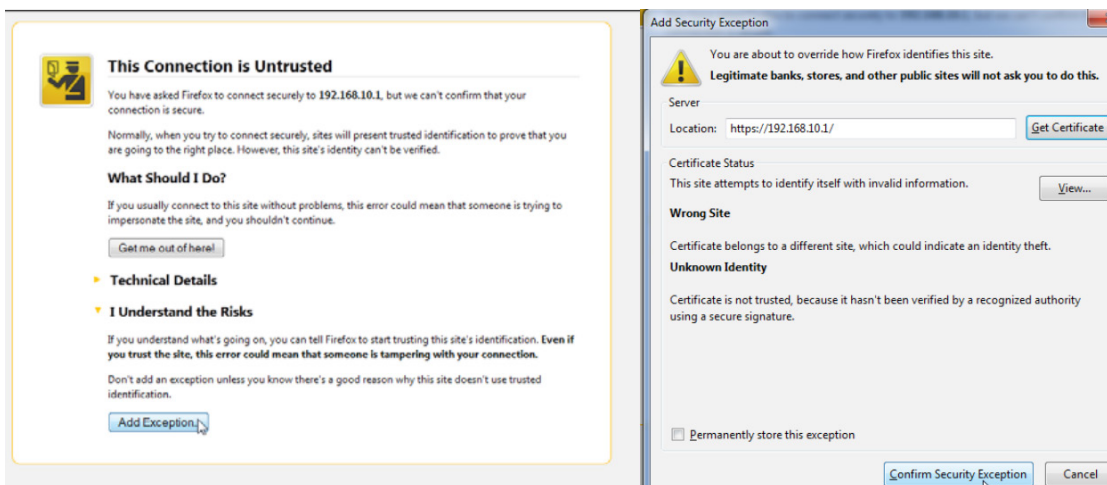 This Connection is Untrusted
You have asked Firefox to connect securely to 192.168.10.1, but we can't confirm that your
connection is secure.
Normally, when you try to connect securely, sites will present trusted identification to prove that you
are going to the right place. However, this site's identity can't be verified.
What Should I Do?
If you usually connect to this site without problems, this error could mean that someone is trying to
impersonate the site, and you shouldn't continue.
Get me out of here!
Technical Details
I Understand the Risks
If you understand what's going on, you can tell Firefox to start trusting this site's identification. Even if
you trust the site, this error could mean that someone is tampering with your connection.
Don't add an exception unless you know there's a good reason why this site doesn't use trusted
identification.
Add Exception...
Add Security Exception
You are about to override how Firefox identifies this site.
Legitimate banks, stores, and other public sites will not ask you to do this.
Server
Location: https://192.168.10.1/ Get Certificate
Certificate Status
This site attempts to identify itself with invalid information. View...
Wrong Site
Certificate belongs to a different site, which could indicate an identity theft.
Unknown Identity
Certificate is not trusted, because it hasn't been verified by a recognized authority
using a secure signature.
Permanently store this exception
Confirm Security Exception Cancel